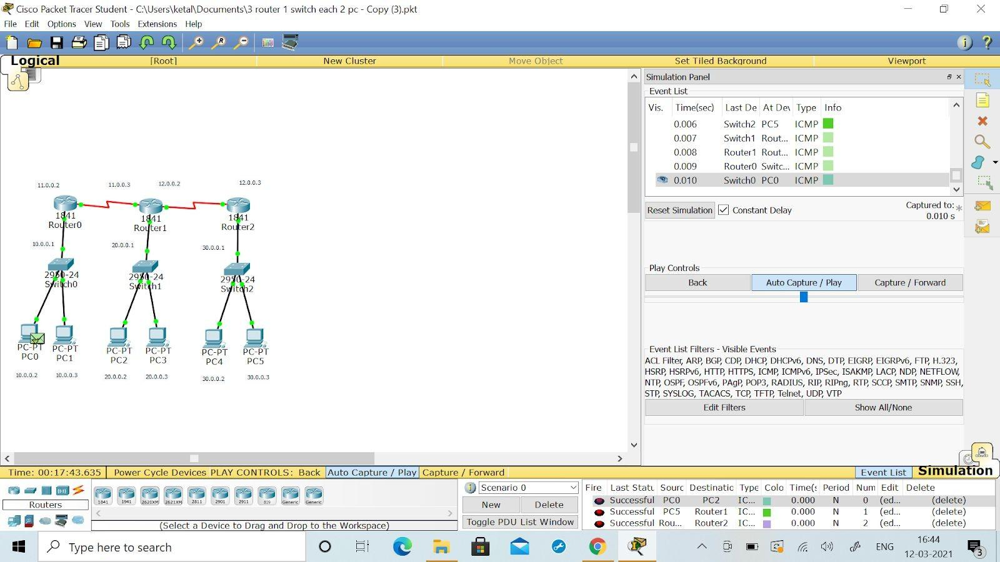 Cisco Packet Tracer Student - C:\Users\ketal\Documents\3 router 1 switch each 2 pc - Copy (3).pkt
File Edit Options View Tools Extensions Help
Logical [Root] New Cluster Move Object Set Tiled Background Viewport
11.0.0.2 11.0.0.3 12.0.0.2 12.0.0.3
1841 Router0
1841 Router1
1841 Router2
10.0.0.1 20.0.0.1 30.0.0.1
2950-24 Switch0
2950-24 Switch1
2950-24 Switch2
PC-PT PC0
PC-PT PC1
PC-PT PC2
PC-PT PC3
PC-PT PC4
PC-PT PC5
10.0.0.2 10.0.0.3 20.0.0.2 20.0.0.3 30.0.0.2 30.0.0.3
Simulation Panel
Event List
Vis. Time(sec) Last De At Dev Type Info
0.006 Switch2 PC5 ICMP
0.007 Switch1 Rout... ICMP
0.008 Router1 Rout... ICMP
0.009 Router0 Switc... ICMP
0.010 Switch0 PC0 ICMP
Reset Simulation Constant Delay Captured to: *
0.010 s
Play Controls
Back Auto Capture / Play Capture / Forward
Event List Filters - Visible Events
ACL Filter, ARP, BGP, CDP, DHCP, DHCPv6, DNS, DTP, EIGRP, EIGRPv6, FTP, H.323,
HSRP, HSRPv6, HTTP, HTTPS, ICMP, ICMPv6, IPSec, ISAKMP, LACP, NDP, NETFLOW,
NTP, OSPF, OSPFv6, PAgP, POP3, RADIUS, RIP, RIPng, RTP, SCCP, SMTP, SNMP, SSH,
STP, SYSLOG, TACACS, TCP, TFTP, Telnet, UDP, VTP
Edit Filters Show All/None
Time: 00:17:43.635 Power Cycle Devices PLAY CONTROLS: Back Auto Capture / Play Capture / Forward Event List Simulation
Routers
1841 1941 2620XM 2621XM 2811 2901 2911 819 Generic Generic
(Select a Device to Drag and Drop to the Workspace)
Scenario 0
New Delete
Toggle PDU List Window
Fire Last Statu Sourc Destinatic Type Colo Time(s Period Num Edit Delete
Successful PC0 PC2 IC... 0.000 N 0 (ed... (delete)
Successful PC5 Router1 IC... 0.000 N 1 (ed... (delete)
Successful Rou... Router2 IC... 0.000 N 2 (ed... (delete)
Type here to search
ENG
16:44
12-03-2021
3